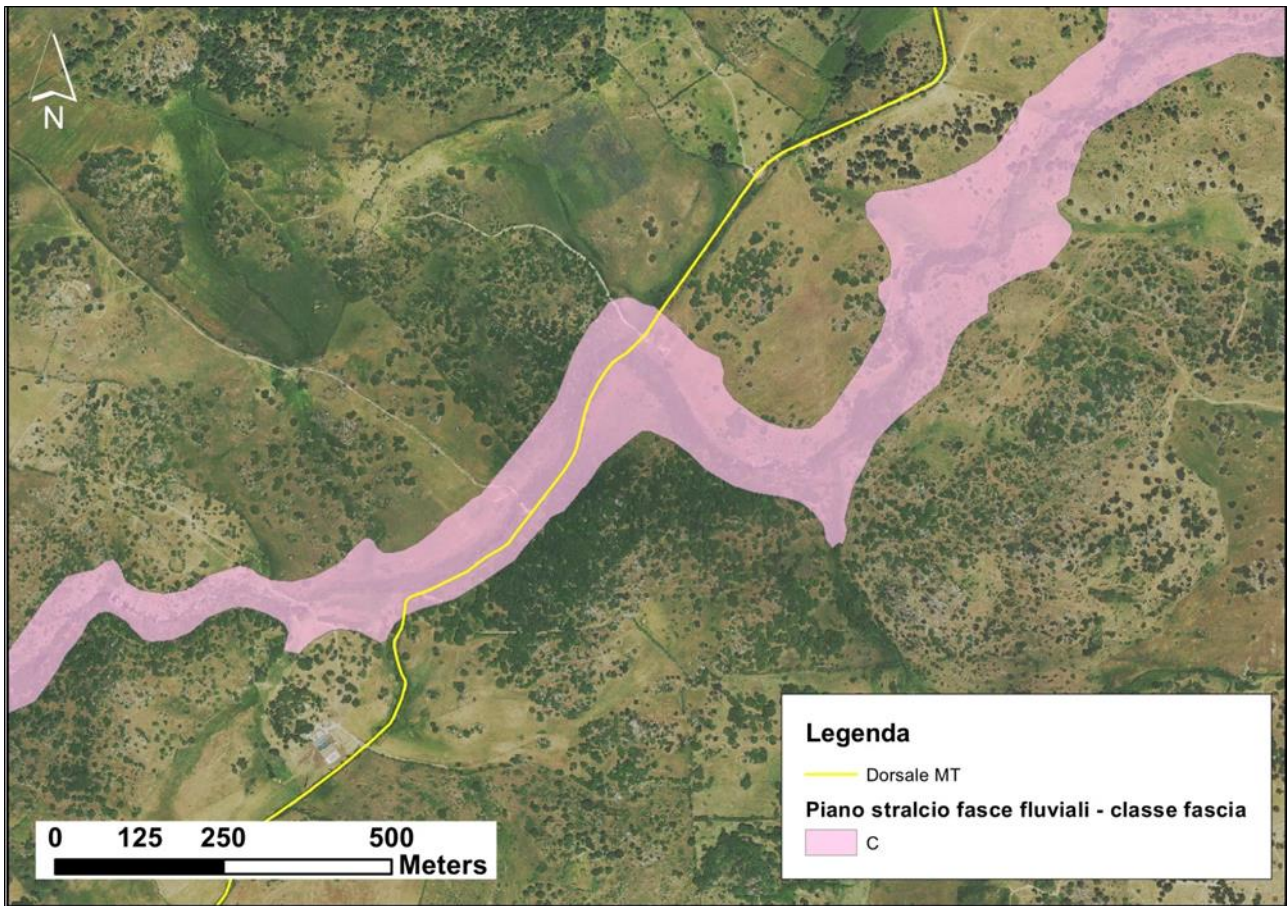 N
Legenda
Dorsale MT
Piano stralcio fasce fluviali - classe fascia
C
0 125 250 500
Meters